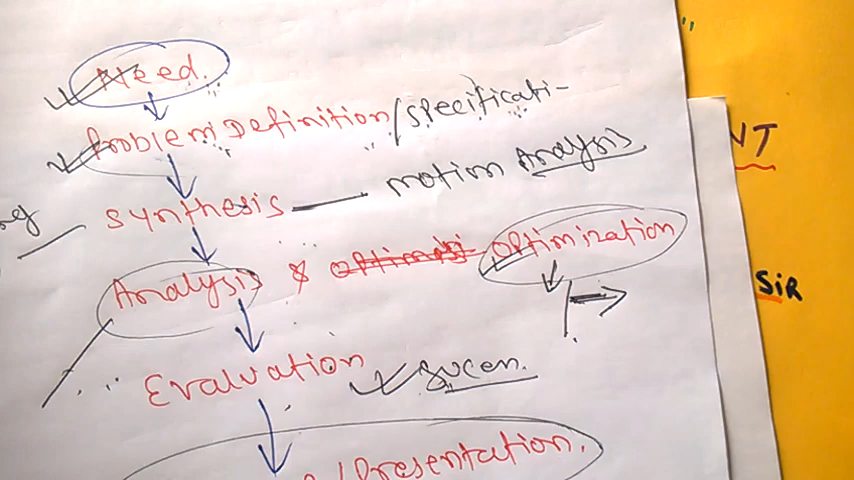 Need.
Problem Definition/specificati-
synthesis — motion Analysis
Analysis & optimization
Evaluation
/Presentation.
NT
SiR